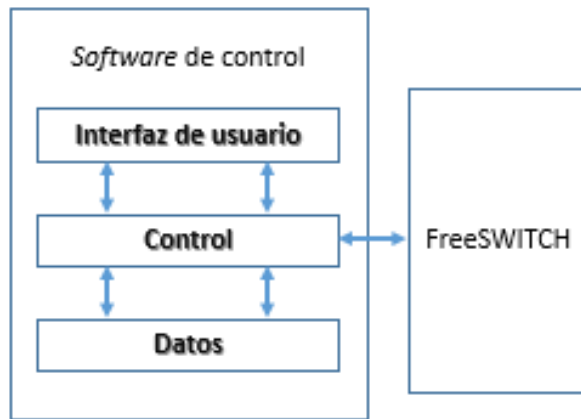 Software de control
Interfaz de usuario
Control
FreeSWITCH
Datos